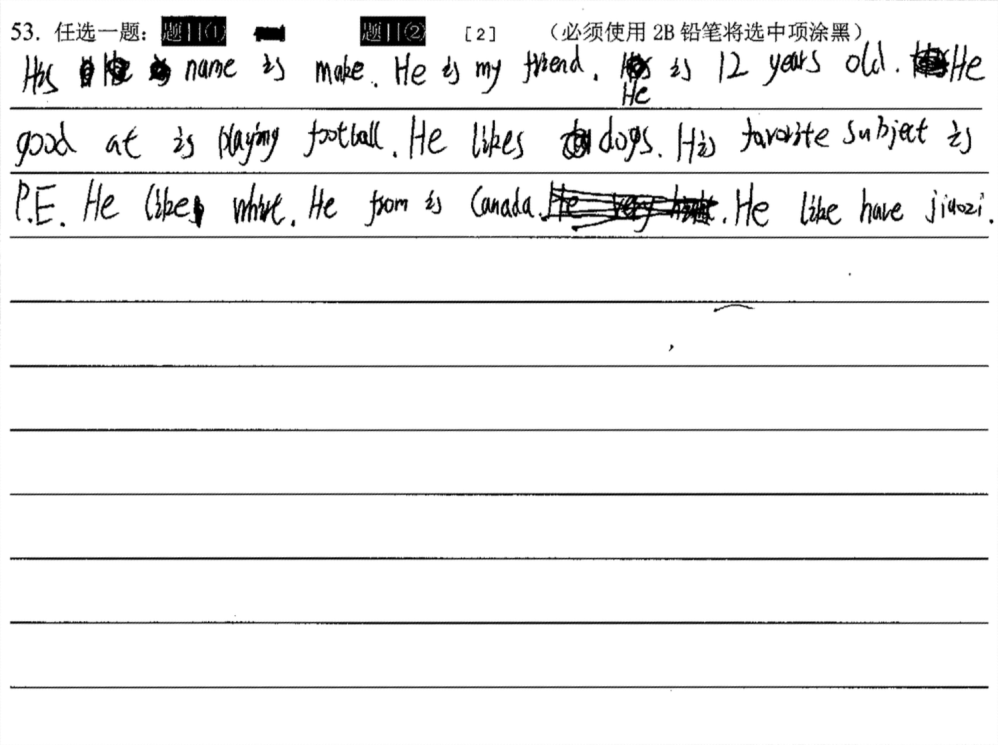 53. 任选一题： 题目① 题目② [2] （必须使用 2B 铅笔将选中项涂黑）
His name is make. He is my friend. He is 12 years old. He
good at is playing football. He likes dogs. His favorite subject is
P.E. He like white. He from is Canada. He like have jiaozi.